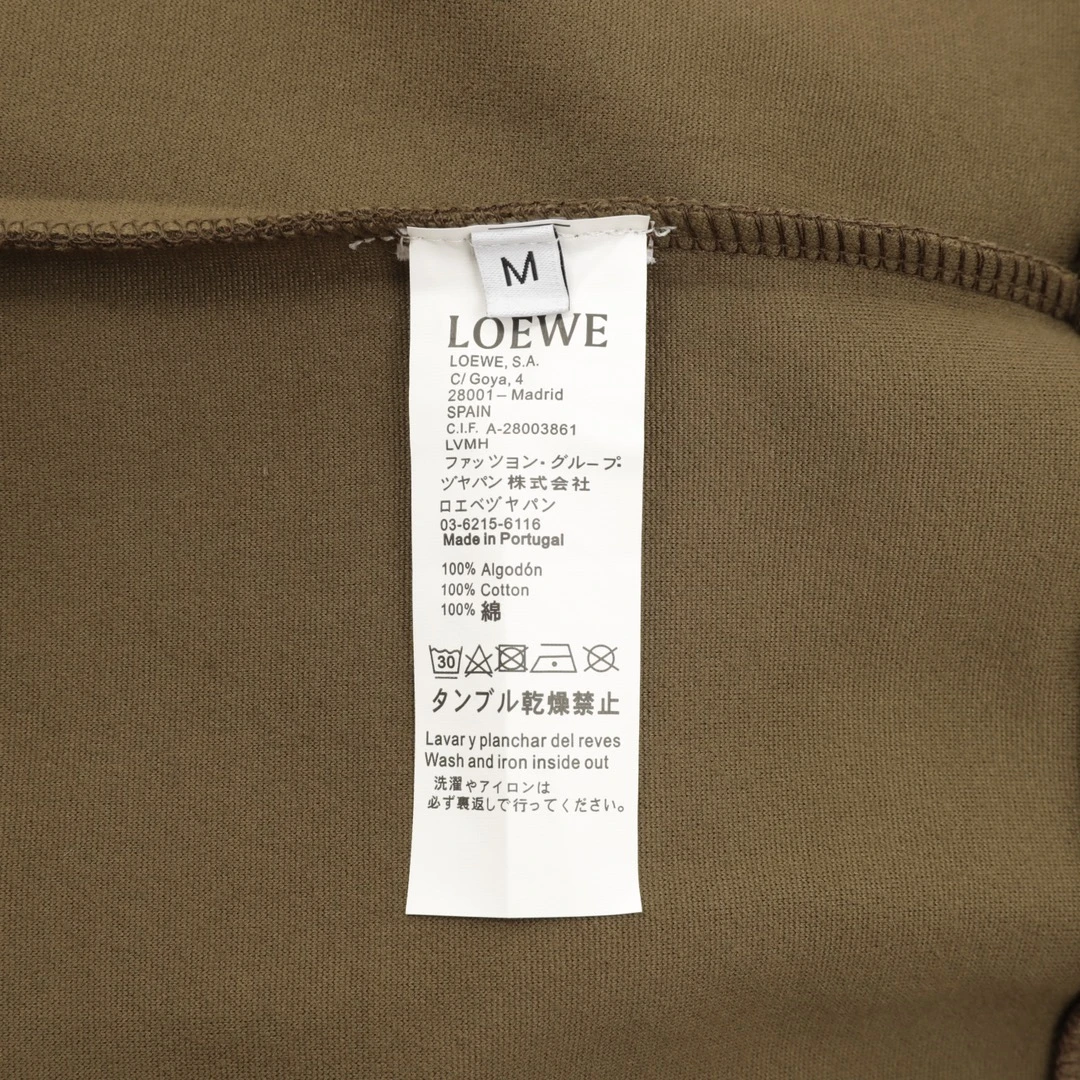 M
LOEWE
LOEWE, S.A.
C/ Goya, 4
28001 – Madrid
SPAIN
C.I.F. A-28003861
LVMH
ファッツヨン・グループ:
ヅヤパン 株式会社
ロエベヅヤパン
03-6215-6116
Made in Portugal
100% Algodón
100% Cotton
100% 綿
30
タンブル乾燥禁止
Lavar y planchar del reves
Wash and iron inside out
洗濯やアイロンは
必ず裏返しで行ってください。